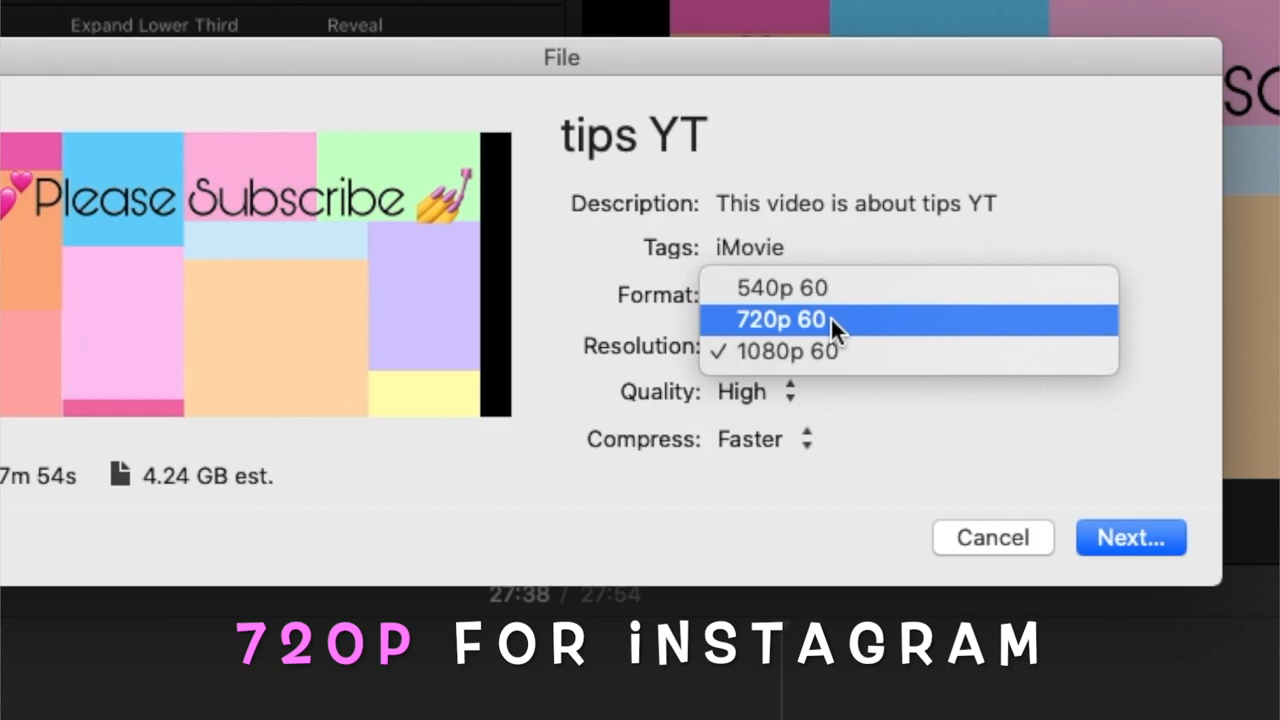 Expand Lower Third Reveal
File
SC
tips YT
💕Please Subscribe 💅
Description: This video is about tips YT
Tags: iMovie
Format:
540p 60
720p 60
Resolution: ✓ 1080p 60
Quality: High
Compress: Faster
7m 54s 4.24 GB est.
Cancel Next...
27:38 / 27:54
720P FOR iNSTAGRAM